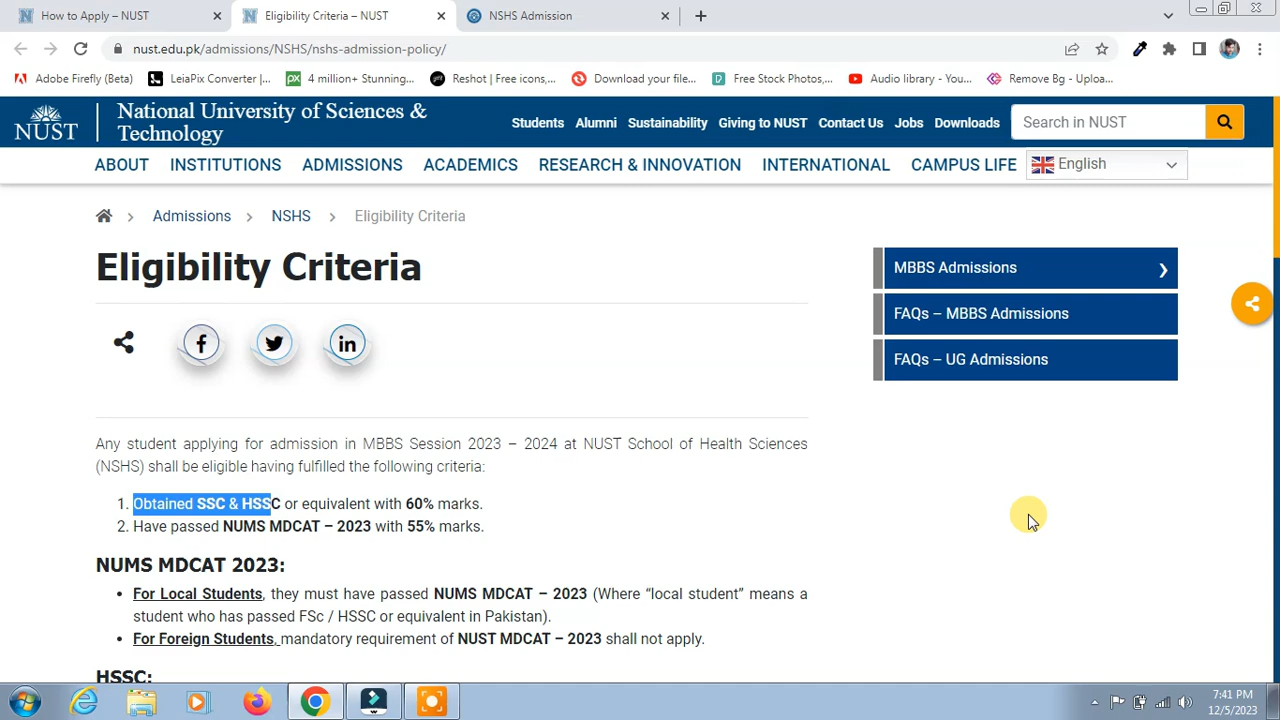 How to Apply – NUST
Eligibility Criteria – NUST
NSHS Admission
nust.edu.pk/admissions/NSHS/nshs-admission-policy/
Adobe Firefly (Beta)
LeiaPix Converter |...
4 million+ Stunning...
Reshot | Free icons,...
Download your file...
Free Stock Photos,...
Audio library - You...
Remove Bg - Uploa...
NUST
National University of Sciences &
Technology
Students
Alumni
Sustainability
Giving to NUST
Contact Us
Jobs
Downloads
Search in NUST
ABOUT
INSTITUTIONS
ADMISSIONS
ACADEMICS
RESEARCH & INNOVATION
INTERNATIONAL
CAMPUS LIFE
English
Admissions
NSHS
Eligibility Criteria
Eligibility Criteria
MBBS Admissions
FAQs – MBBS Admissions
FAQs – UG Admissions
Any student applying for admission in MBBS Session 2023 – 2024 at NUST School of Health Sciences
(NSHS) shall be eligible having fulfilled the following criteria:
1. Obtained SSC & HSSC or equivalent with 60% marks.
2. Have passed NUMS MDCAT – 2023 with 55% marks.
NUMS MDCAT 2023:
• For Local Students, they must have passed NUMS MDCAT – 2023 (Where “local student” means a
student who has passed FSc / HSSC or equivalent in Pakistan).
• For Foreign Students, mandatory requirement of NUST MDCAT – 2023 shall not apply.
HSSC:
7:41 PM
12/5/2023